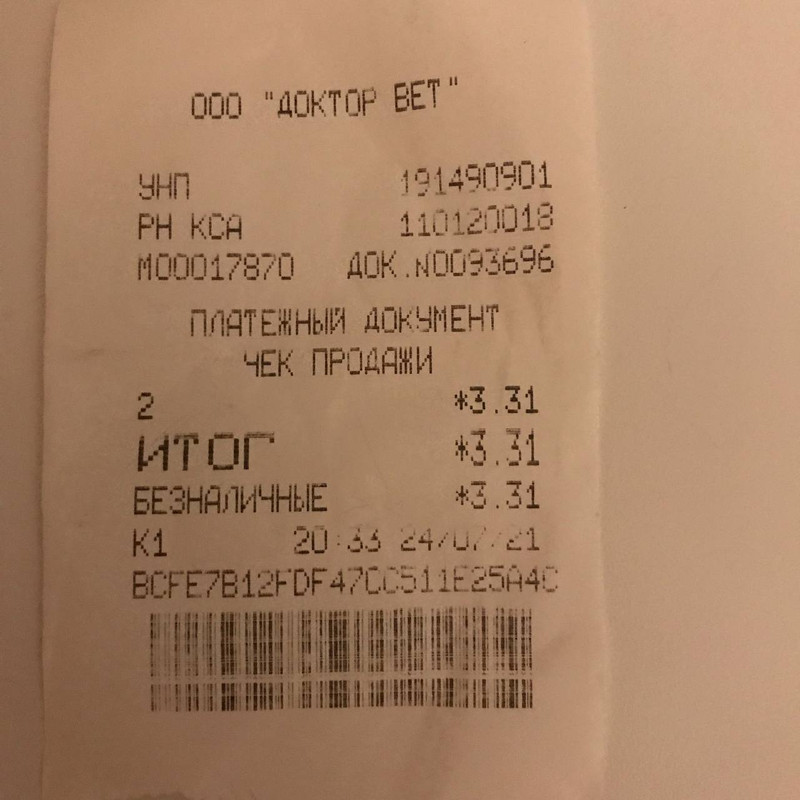 ООО "ДОКТОР ВЕТ"
УНП 191490901
РН КСА 110120018
М00017870 ДОК.N0093696
ПЛАТЕЖНЫЙ ДОКУМЕНТ
ЧЕК ПРОДАЖИ
2 *3.31
ИТОГ *3.31
БЕЗНАЛИЧНЫЕ *3.31
К1 20:33 24/07/21
BCFE7B12FDF47CC511E25A4C